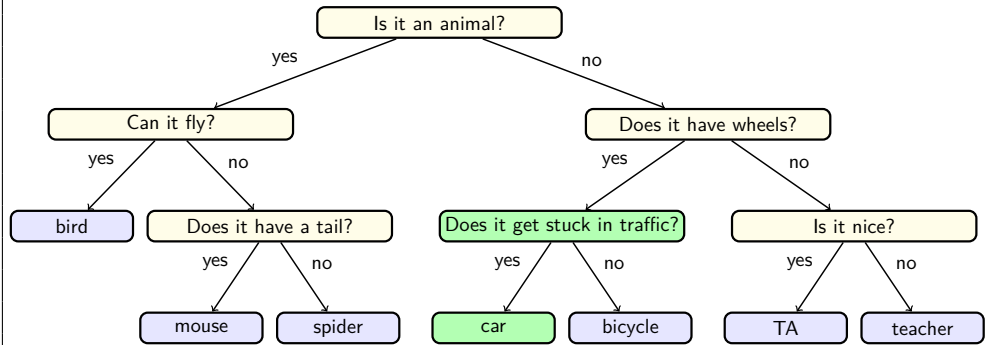 Is it an animal?
yes
no
Can it fly?
Does it have wheels?
yes
no
yes
no
bird
Does it have a tail?
Does it get stuck in traffic?
Is it nice?
yes
no
yes
no
yes
no
mouse
spider
car
bicycle
TA
teacher